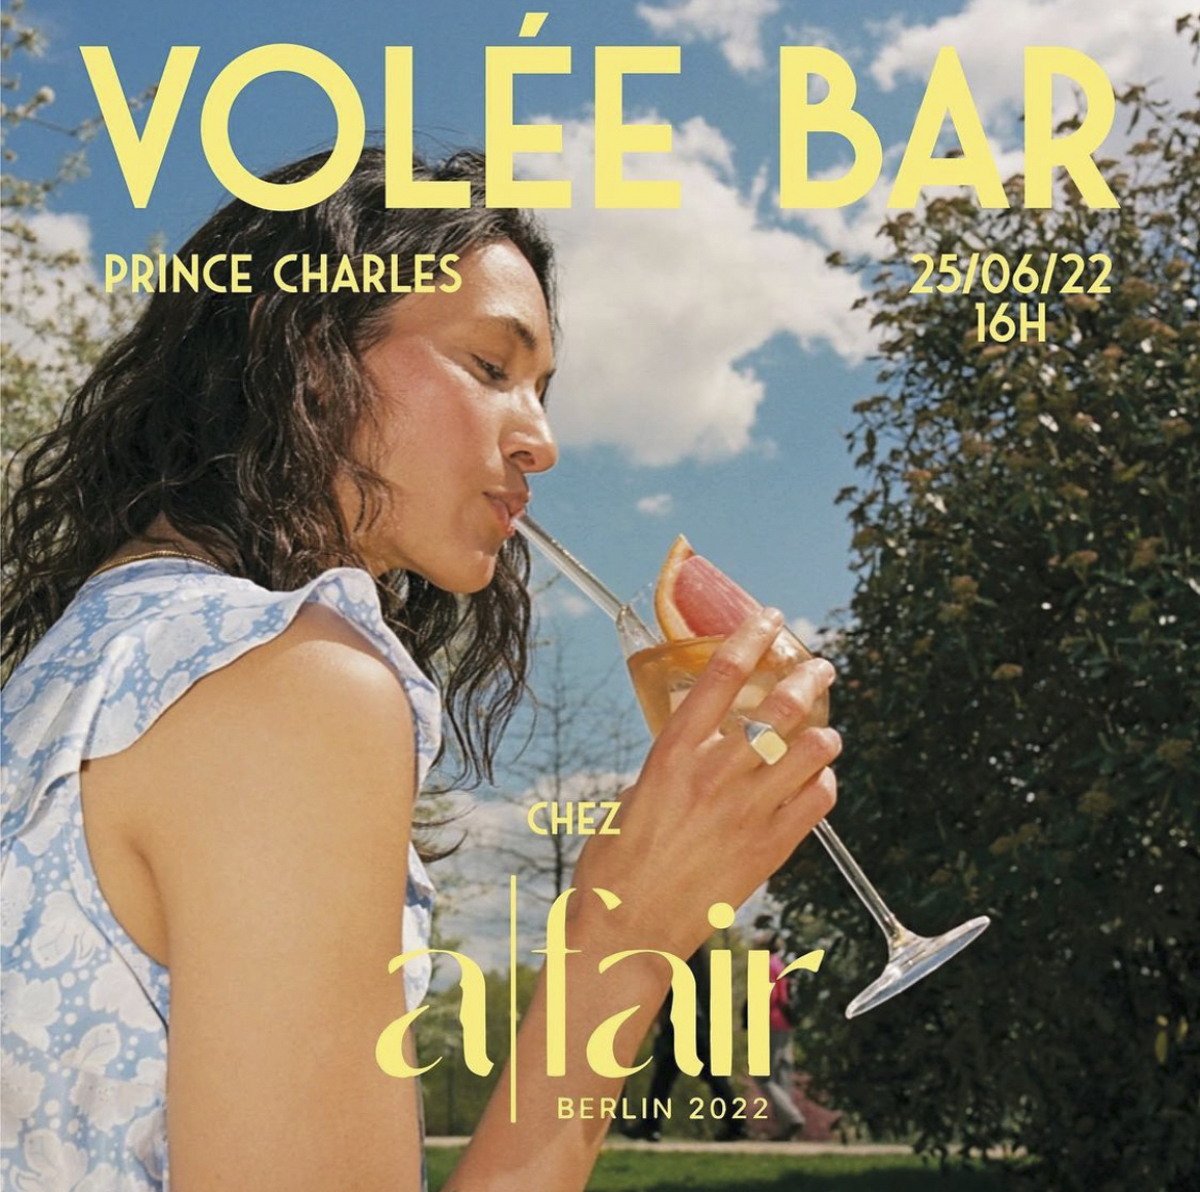 VOLÉE BAR
PRINCE CHARLES
25/06/22
16H
CHEZ
a|fair
BERLIN 2022